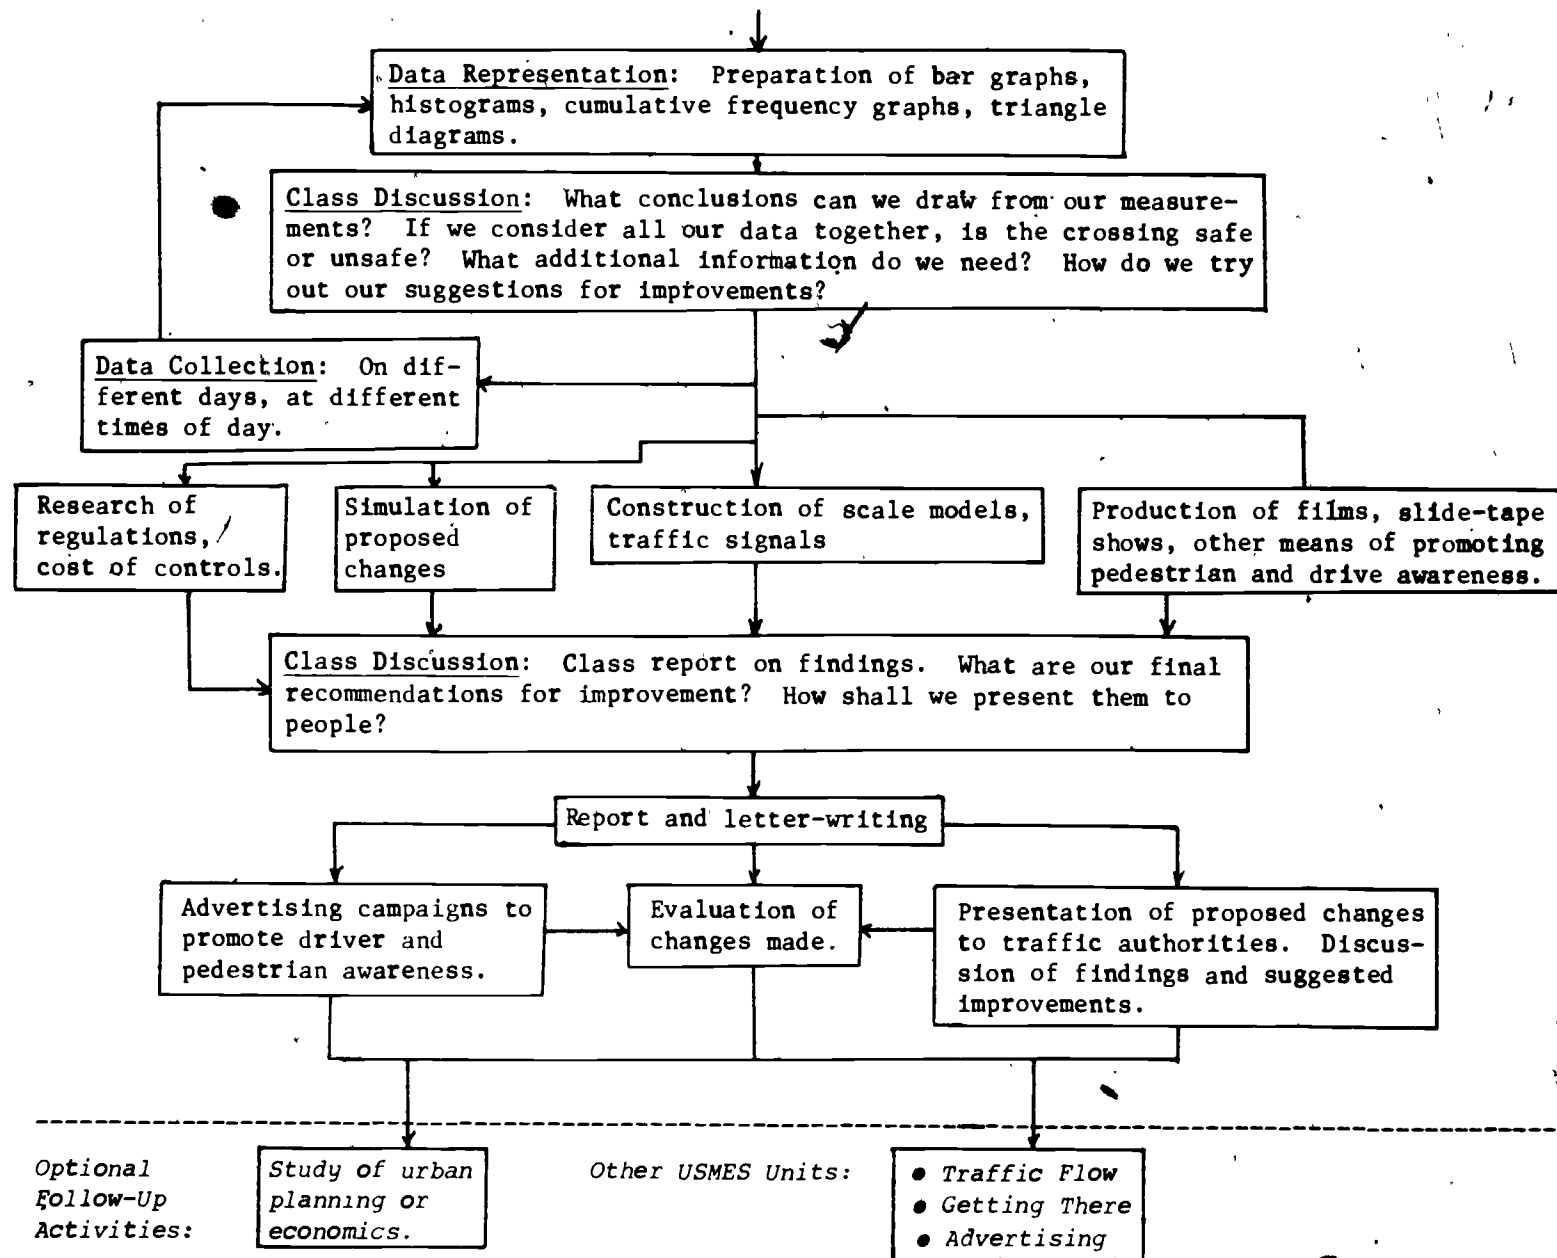 Data Representation: Preparation of bar graphs,
histograms, cumulative frequency graphs, triangle
diagrams.
Class Discussion: What conclusions can we draw from our measure-
ments? If we consider all our data together, is the crossing safe
or unsafe? What additional information do we need? How do we try
out our suggestions for improvements?
Data Collection: On dif-
ferent days, at different
times of day.
Research of
regulations,
cost of controls.
Simulation of
proposed
changes
Construction of scale models,
traffic signals
Production of films, slide-tape
shows, other means of promoting
pedestrian and drive awareness.
Class Discussion: Class report on findings. What are our final
recommendations for improvement? How shall we present them to
people?
Report and letter-writing
Advertising campaigns to
promote driver and
pedestrian awareness.
Evaluation of
changes made.
Presentation of proposed changes
to traffic authorities. Discus-
sion of findings and suggested
improvements.
Optional
Follow-Up
Activities:
Study of urban
planning or
economics.
Other USMES Units:
● Traffic Flow
● Getting There
● Advertising